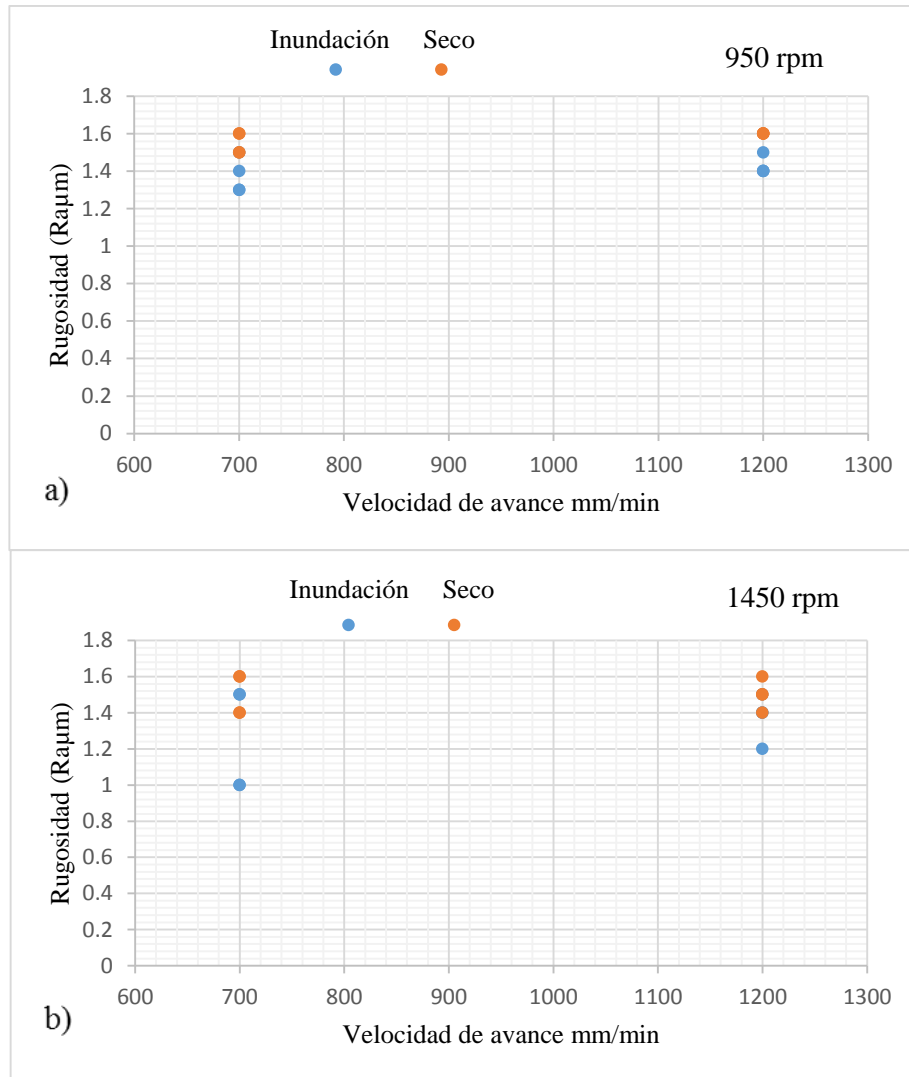 Inundación Seco
950 rpm
1.8
1.6
1.4
1.2
1
0.8
0.6
0.4
0.2
0
Rugosidad (Raµm)
600 700 800 900 1000 1100 1200 1300
Velocidad de avance mm/min
a)
Inundación Seco
1450 rpm
1.8
1.6
1.4
1.2
1
0.8
0.6
0.4
0.2
0
Rugosidad (Raµm)
600 700 800 900 1000 1100 1200 1300
Velocidad de avance mm/min
b)